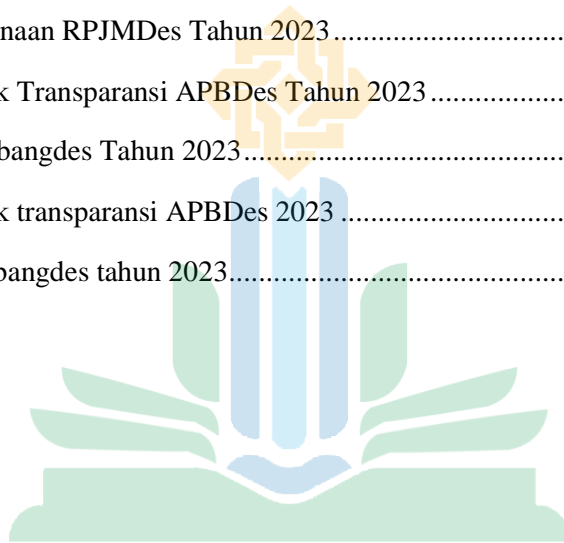 naan RPJMDes Tahun 2023................................
k Transparansi APBDes Tahun 2023..................
bangdes Tahun 2023............................................
k transparansi APBDes 2023 ..............................
bangdes tahun 2023..............................................